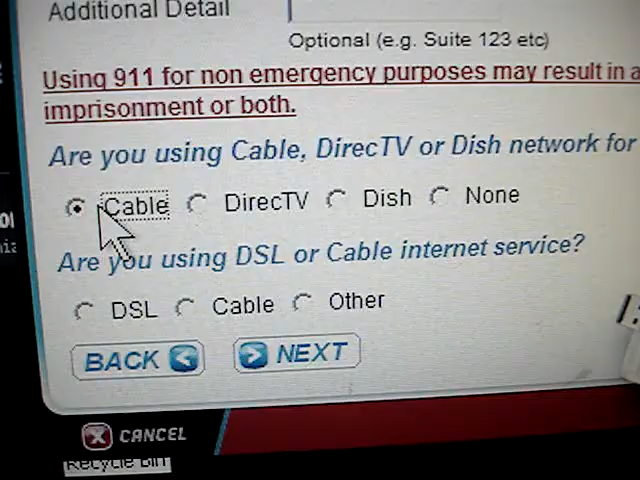 Additional Detail
Optional (e.g. Suite 123 etc)
Using 911 for non emergency purposes may result in a
imprisonment or both.
Are you using Cable, DirecTV or Dish network for
Cable DirecTV Dish None
Are you using DSL or Cable internet service?
DSL Cable Other
BACK NEXT
CANCEL
Recycle Bin